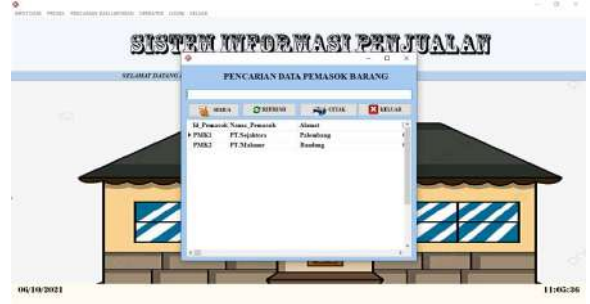 SISTEM INFORMASI PENJUALAN
SELAMAT DATANG
PENCARIAN DATA PEMASOK BARANG
REFRESH CETAK KELUAR
Id_Pemasok Nama_Pemasok Alamat
PMK1 PT.Sejahtera Palembang
PMK2 PT.Makmur Bandung
06/10/2021 11:05:36